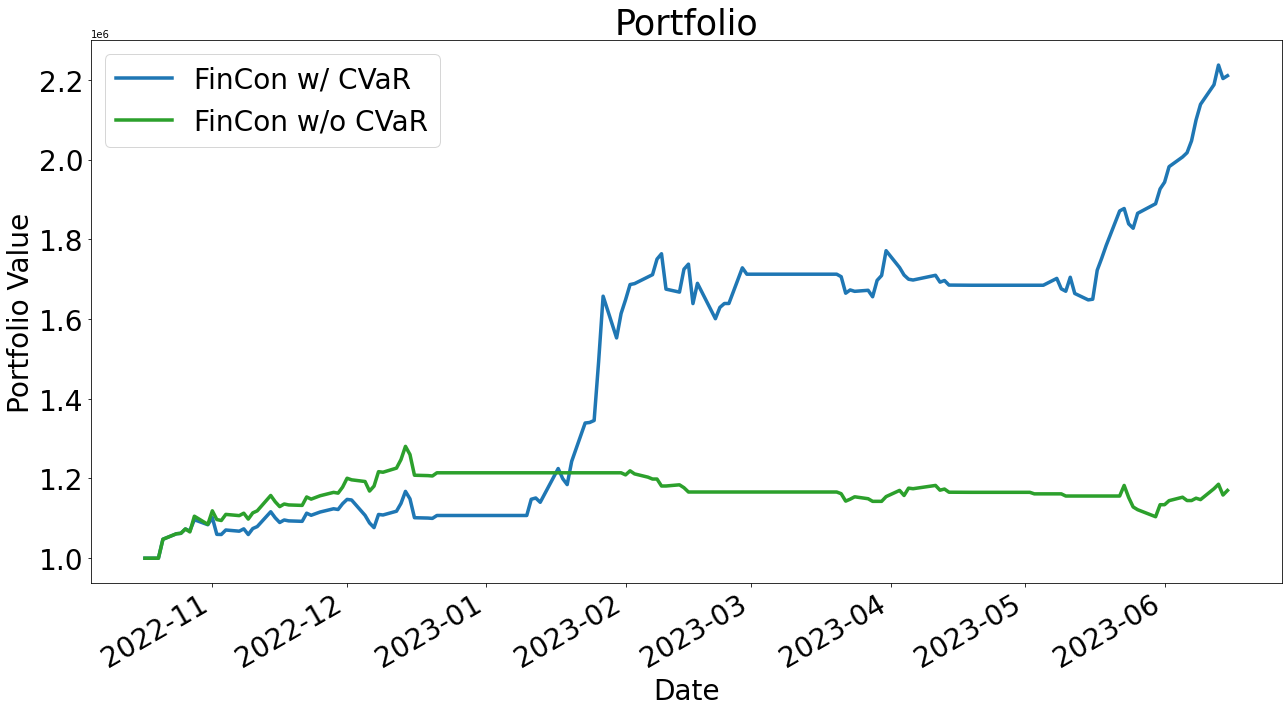 Portfolio
1e6
FinCon w/ CVaR
FinCon w/o CVaR
Portfolio Value
2.2
2.0
1.8
1.6
1.4
1.2
1.0
2022-11
2022-12
2023-01
2023-02
2023-03
2023-04
2023-05
2023-06
Date